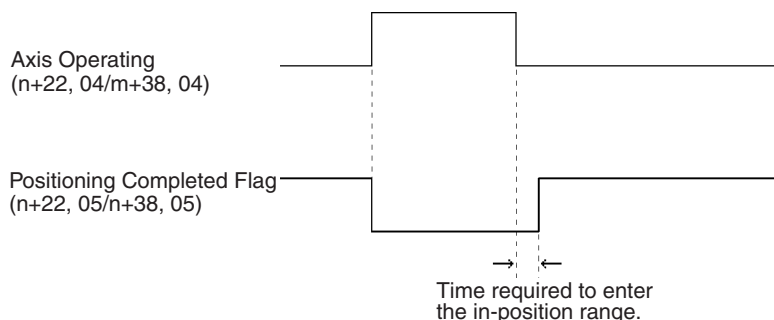 Axis Operating
(n+22, 04/m+38, 04)
Positioning Completed Flag
(n+22, 05/n+38, 05)
Time required to enter
the in-position range.